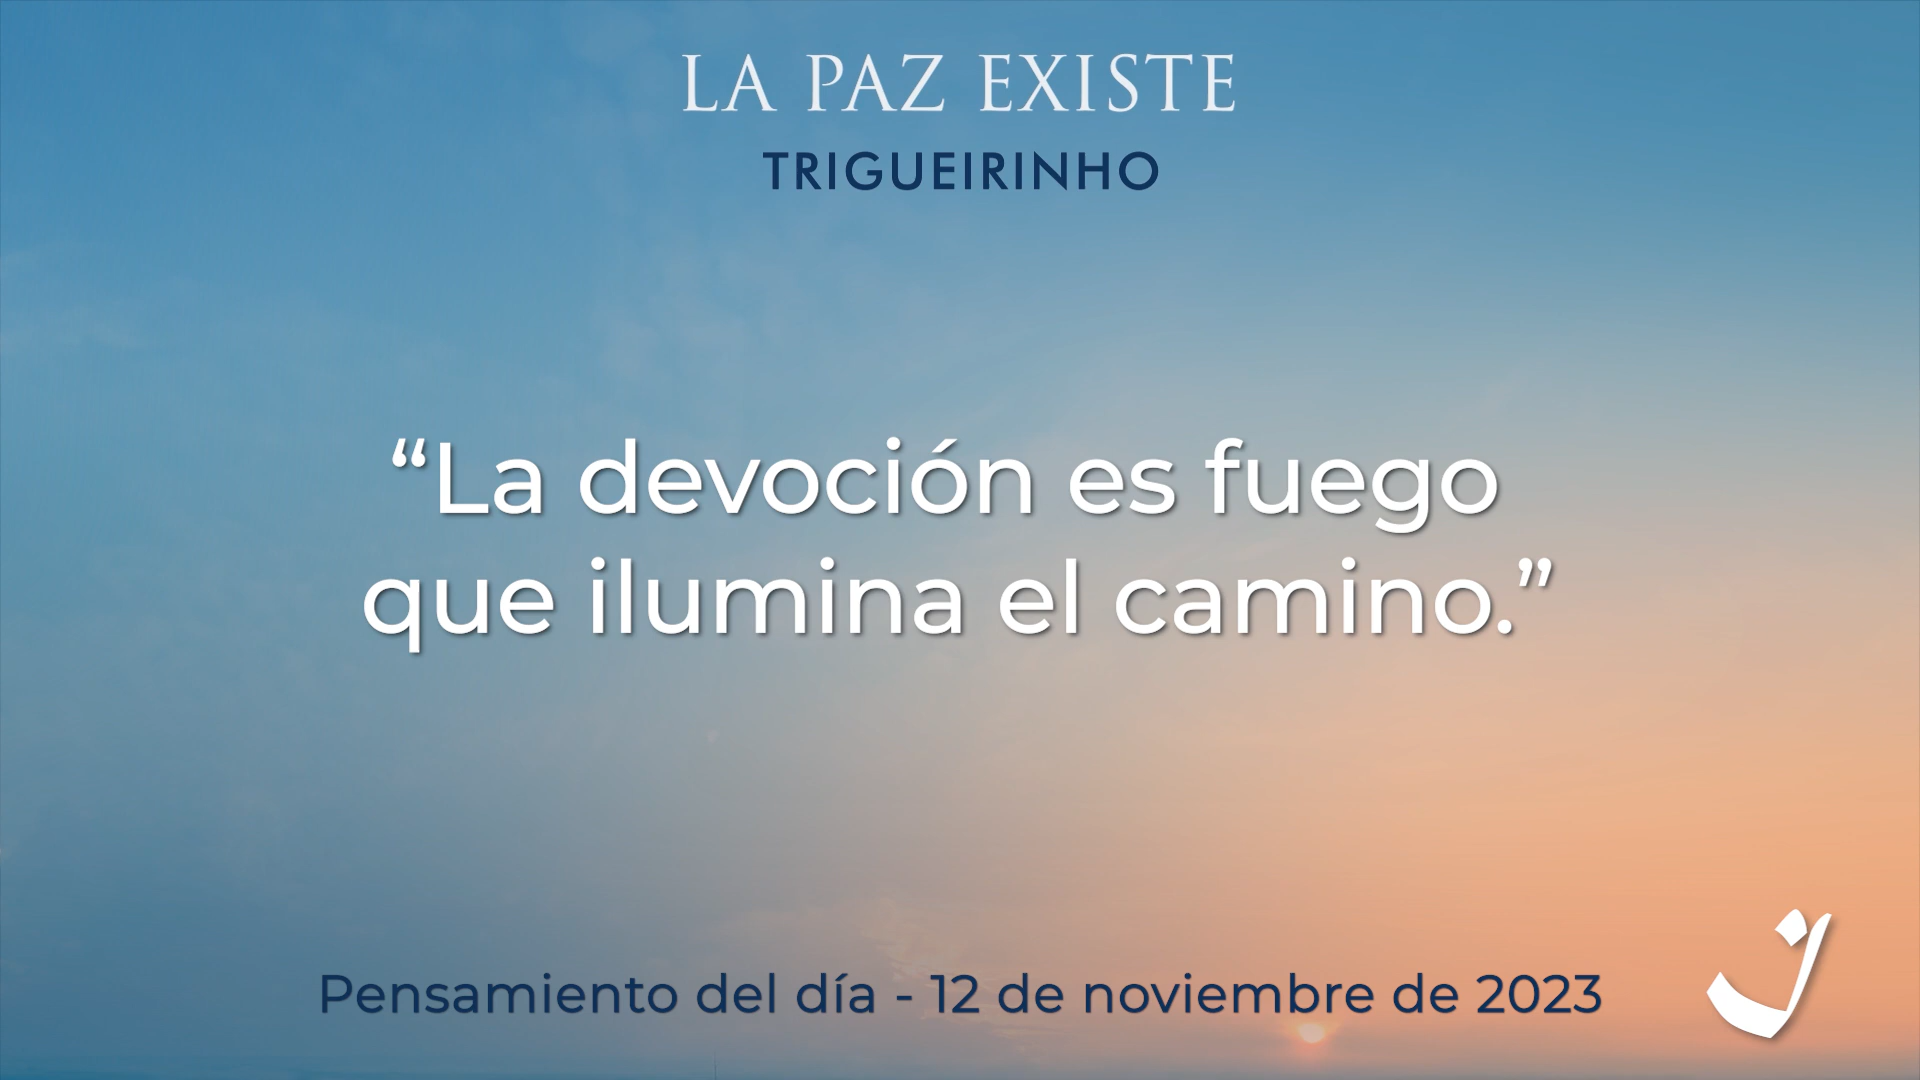 LA PAZ EXISTE
TRIGUEIRINHO
“La devoción es fuego
que ilumina el camino.”
Pensamiento del día - 12 de noviembre de 2023